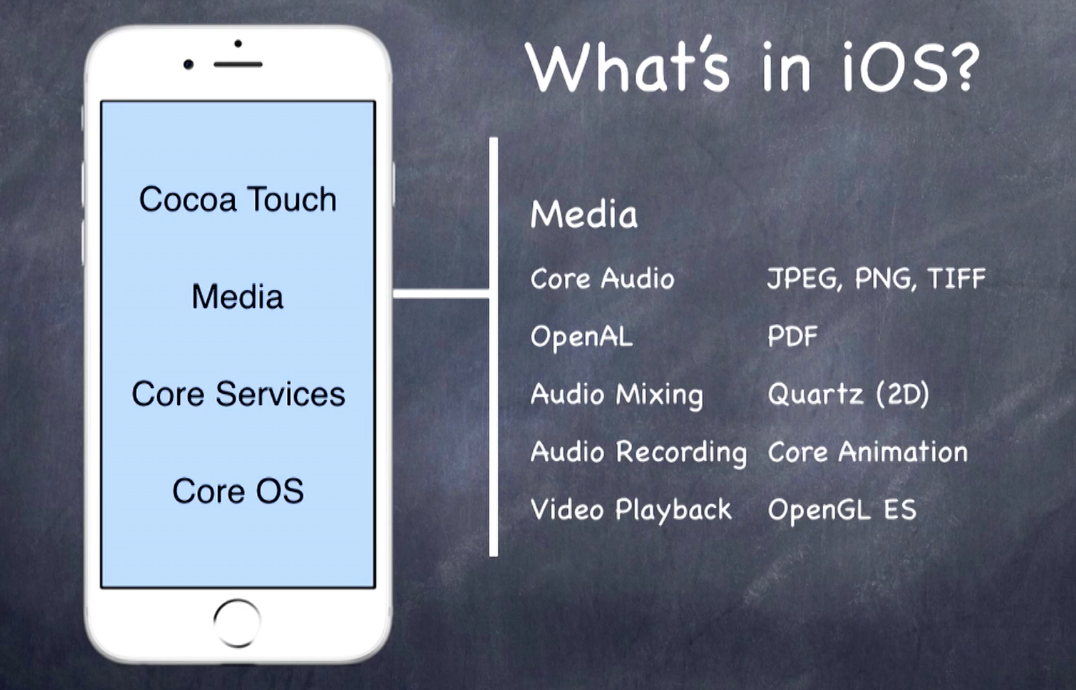 What's in iOS?
Cocoa Touch
Media
Core Services
Core OS
Media
Core Audio
OpenAL
Audio Mixing
Audio Recording
Video Playback
JPEG, PNG, TIFF
PDF
Quartz (2D)
Core Animation
OpenGL ES